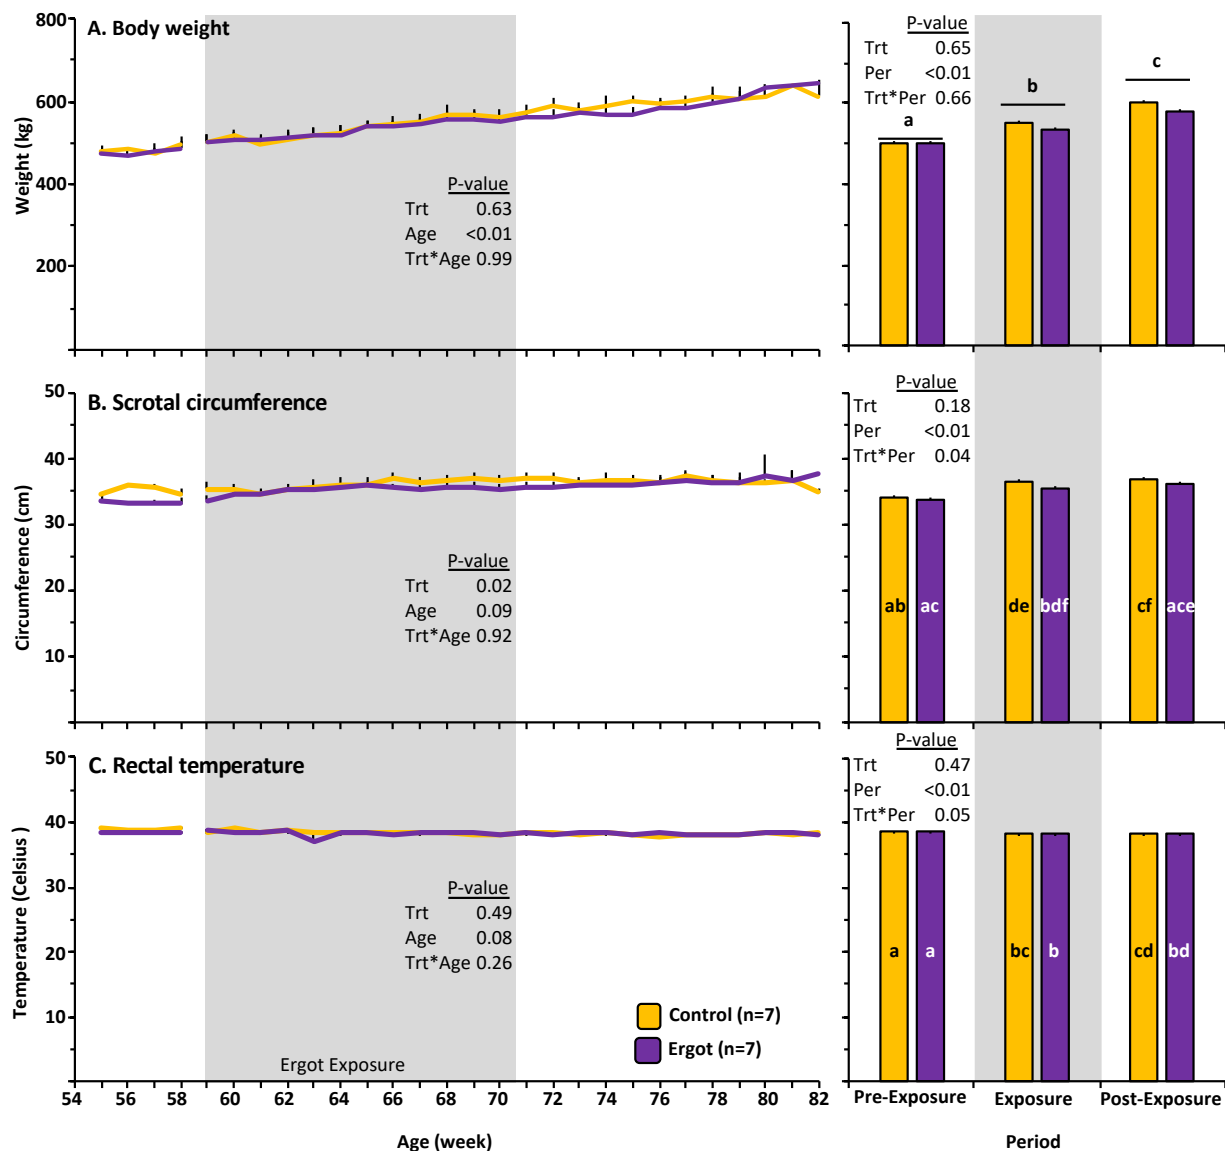 A. Body weight
800
600
400
200
Weight (kg)
P-value
Trt 0.63
Age <0.01
Trt*Age 0.99
P-value
Trt 0.65
Per <0.01
Trt*Per 0.66
a
b
c
B. Scrotal circumference
50
40
30
20
10
Circumference (cm)
P-value
Trt 0.02
Age 0.09
Trt*Age 0.92
P-value
Trt 0.18
Per <0.01
Trt*Per 0.04
ab ac de bdf cf ace
C. Rectal temperature
50
40
30
20
10
Temperature (Celsius)
P-value
Trt 0.49
Age 0.08
Trt*Age 0.26
Control (n=7)
Ergot (n=7)
Ergot Exposure
P-value
Trt 0.47
Per <0.01
Trt*Per 0.05
a a bc b cd bd
54 56 58 60 62 64 66 68 70 72 74 76 78 80 82
Age (week)
Pre-Exposure Exposure Post-Exposure
Period